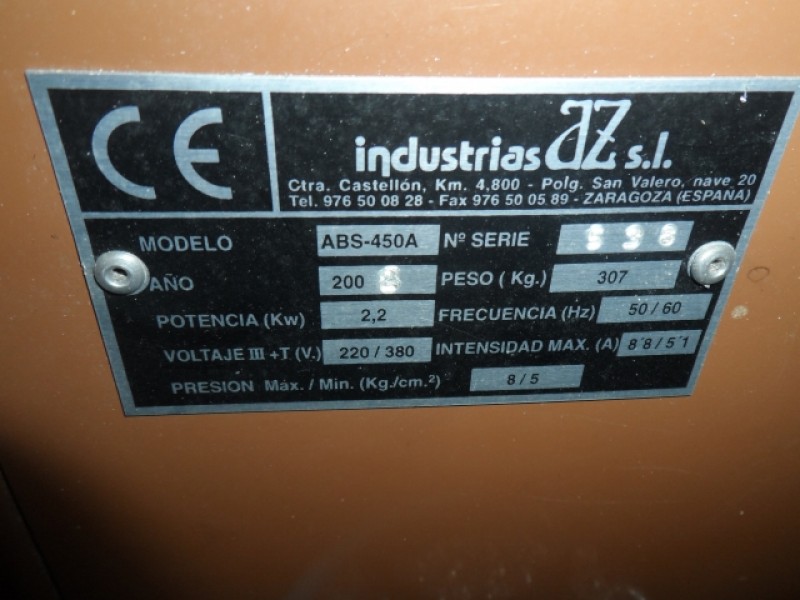 CE
industrias aZ s.l.
Ctra. Castellón, Km. 4.800 - Polg. San Valero, nave 20
Tel. 976 50 08 28 - Fax 976 50 05 89 - ZARAGOZA (ESPAÑA)
MODELO ABS-450A Nº SERIE
AÑO PESO ( Kg.) 307
POTENCIA (Kw) 2,2 FRECUENCIA (Hz) 50 / 60
VOLTAJE III +T (V.) 220 / 380 INTENSIDAD MAX. (A) 8´8 / 5´1
PRESION Máx. / Min. (Kg./cm.²) 8 / 5